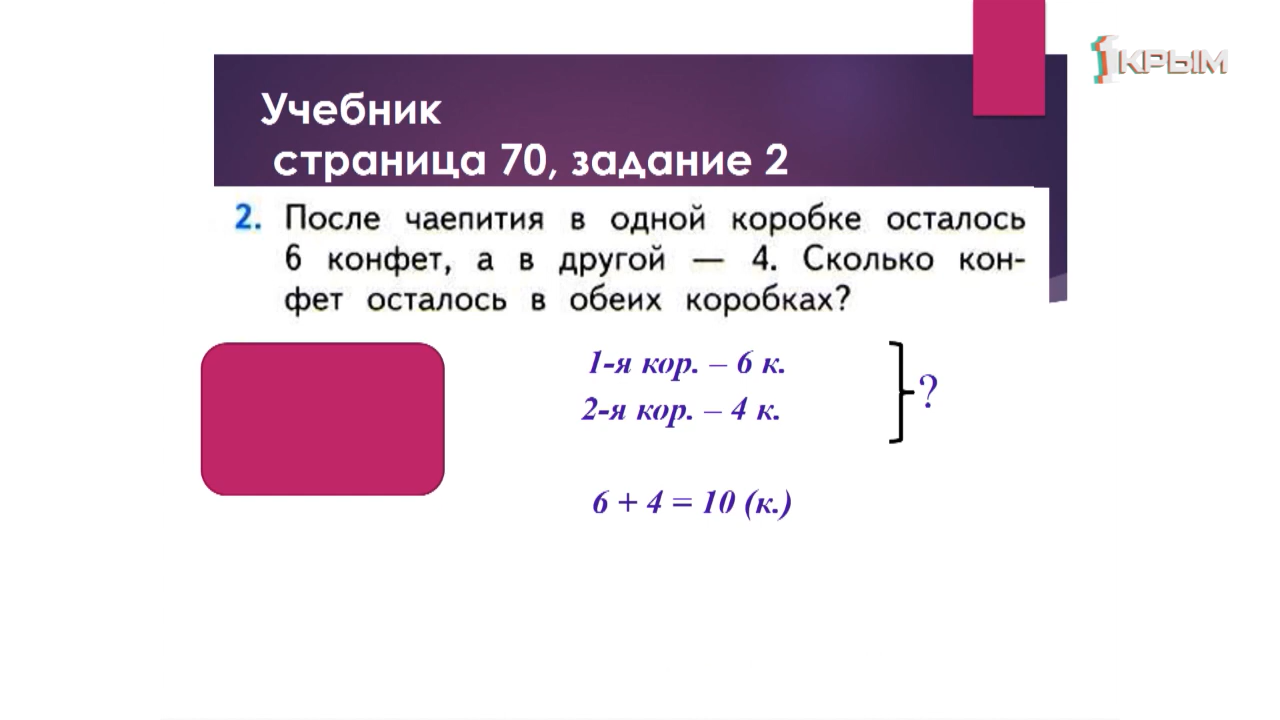 1КРЫМ
Учебник
страница 70, задание 2
2. После чаепития в одной коробке осталось
6 конфет, а в другой — 4. Сколько кон-
фет осталось в обеих коробках?
1-я кор. – 6 к.
2-я кор. – 4 к.
?
6 + 4 = 10 (к.)